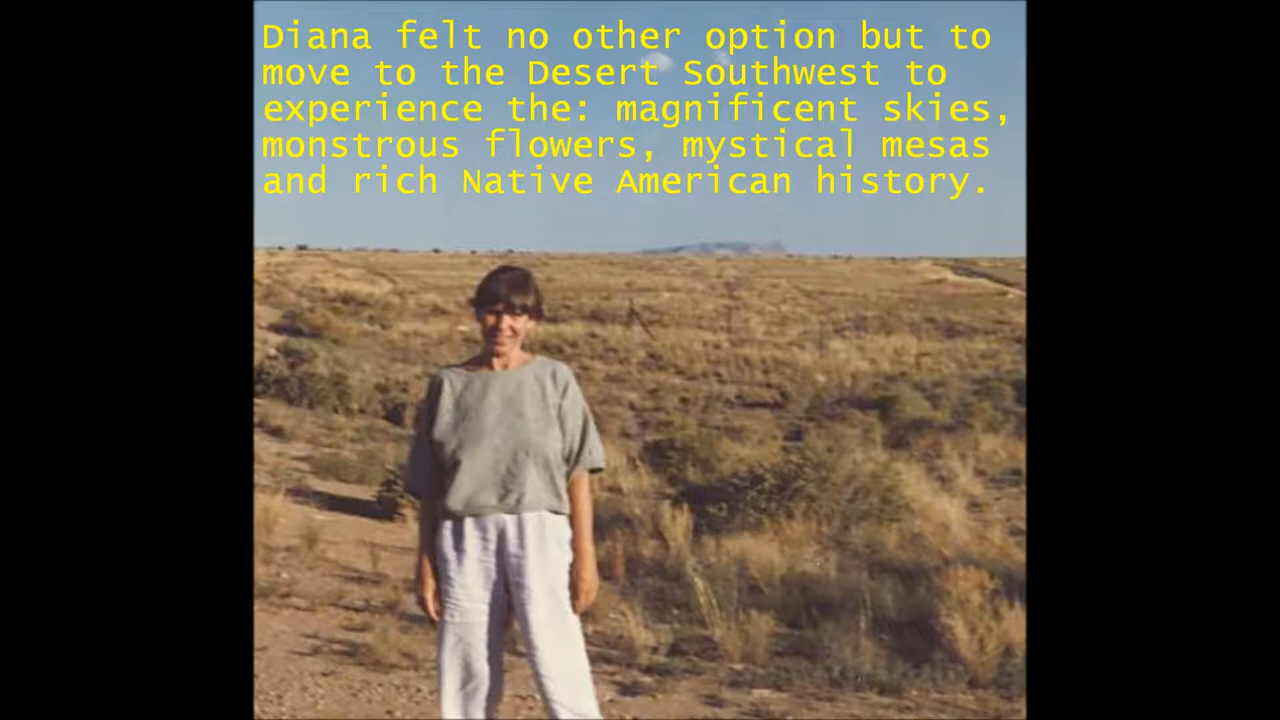 Diana felt no other option but to
move to the Desert Southwest to
experience the: magnificent skies,
monstrous flowers, mystical mesas
and rich Native American history.